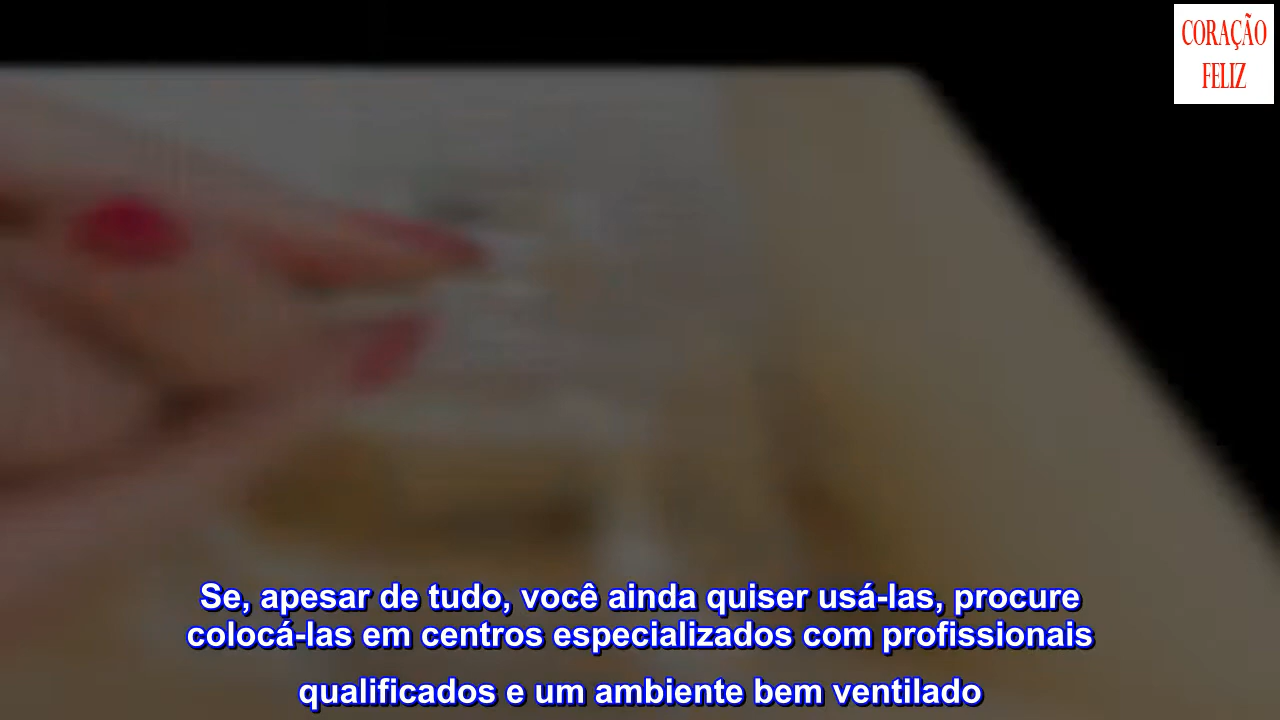 CORAÇÃO
FELIZ
Se, apesar de tudo, você ainda quiser usá-las, procure
colocá-las em centros especializados com profissionais
qualificados e um ambiente bem ventilado